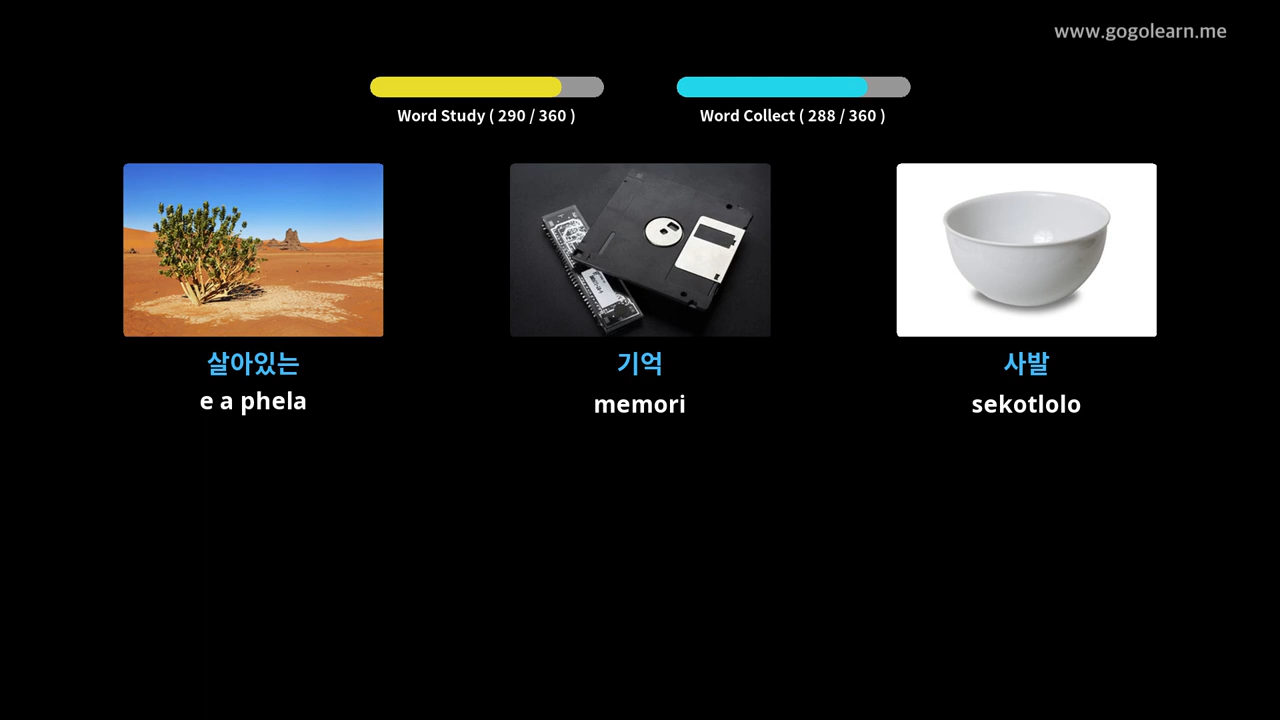 www.gogolearn.me
Word Study ( 290 / 360 )
Word Collect ( 288 / 360 )
살아있는
e a phela
기억
memori
사발
sekotlolo